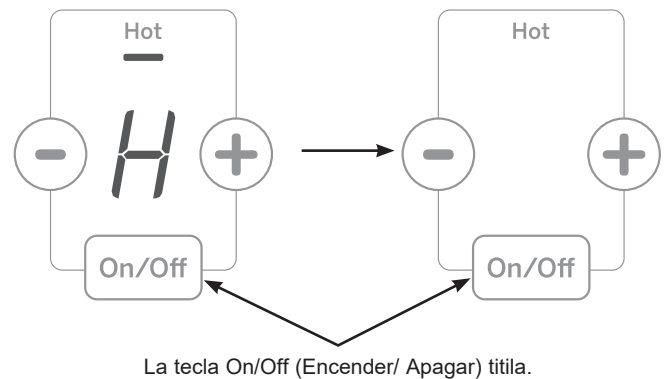 Hot
H
- +
On/Off
Hot
- +
On/Off
La tecla On/Off (Encender/ Apagar) titila.